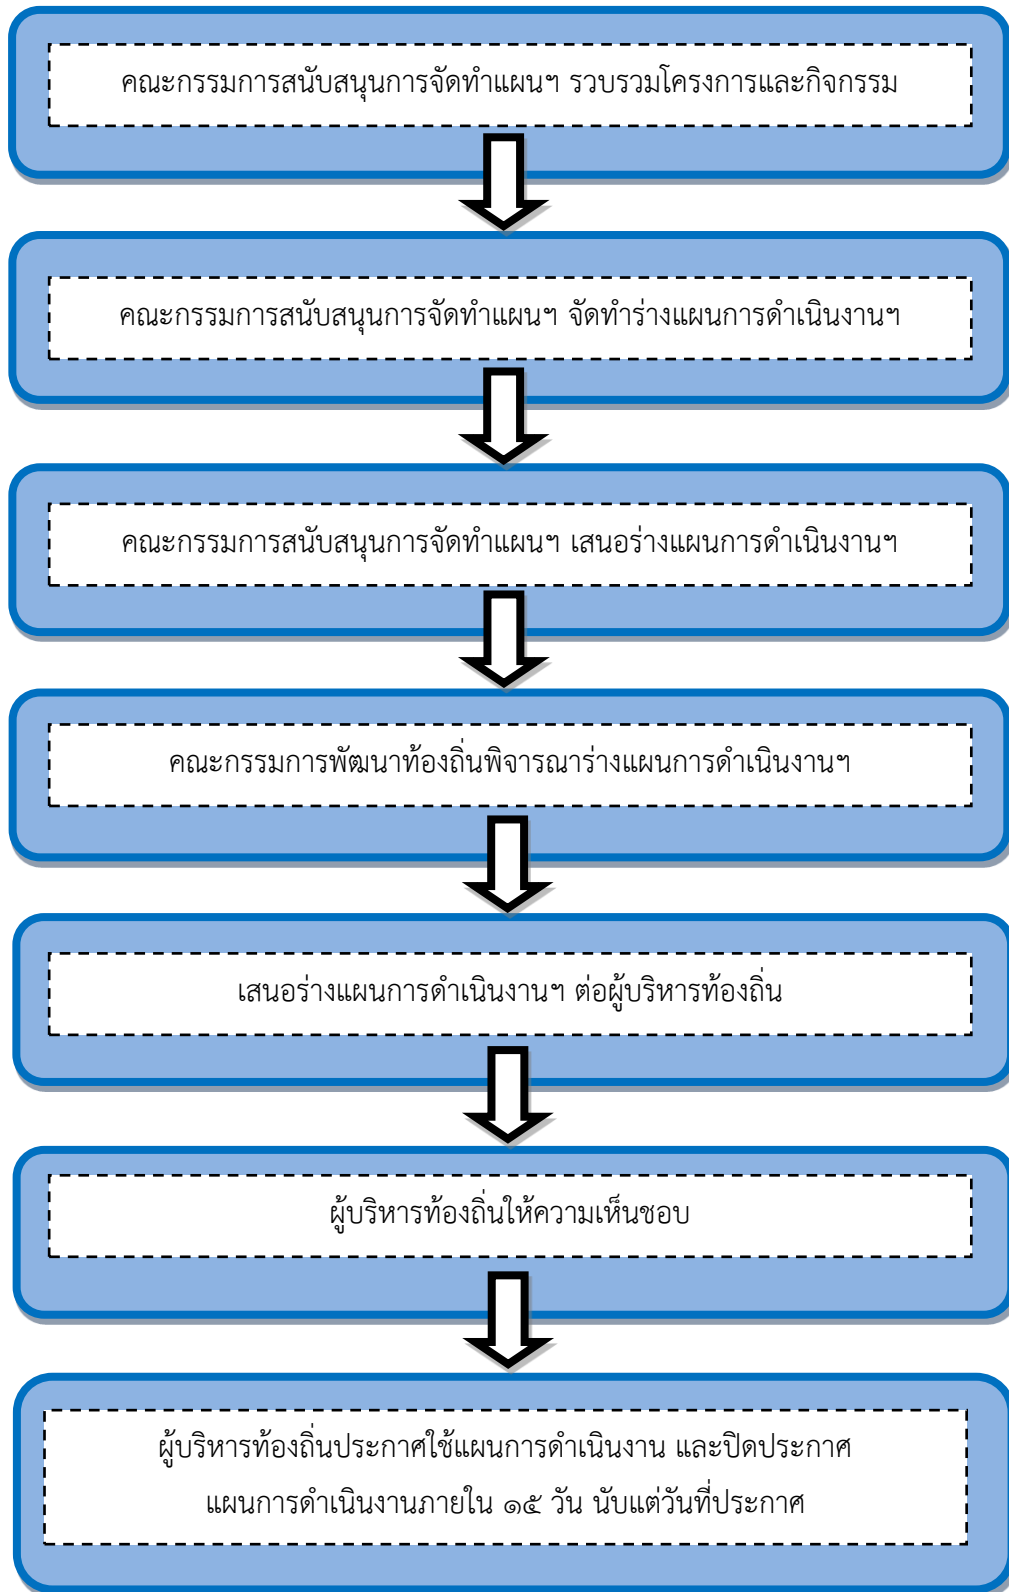 คณะกรรมการสนับสนุนการจัดทำแผนฯ รวบรวมโครงการและกิจกรรม
คณะกรรมการสนับสนุนการจัดทำแผนฯ จัดทำร่างแผนการดำเนินงานฯ
คณะกรรมการสนับสนุนการจัดทำแผนฯ เสนอร่างแผนการดำเนินงานฯ
คณะกรรมการพัฒนาท้องถิ่นพิจารณาร่างแผนการดำเนินงานฯ
เสนอร่างแผนการดำเนินงานฯ ต่อผู้บริหารท้องถิ่น
ผู้บริหารท้องถิ่นให้ความเห็นชอบ
ผู้บริหารท้องถิ่นประกาศใช้แผนการดำเนินงาน และปิดประกาศ
แผนการดำเนินงานภายใน ๑๕ วัน นับแต่วันที่ประกาศ